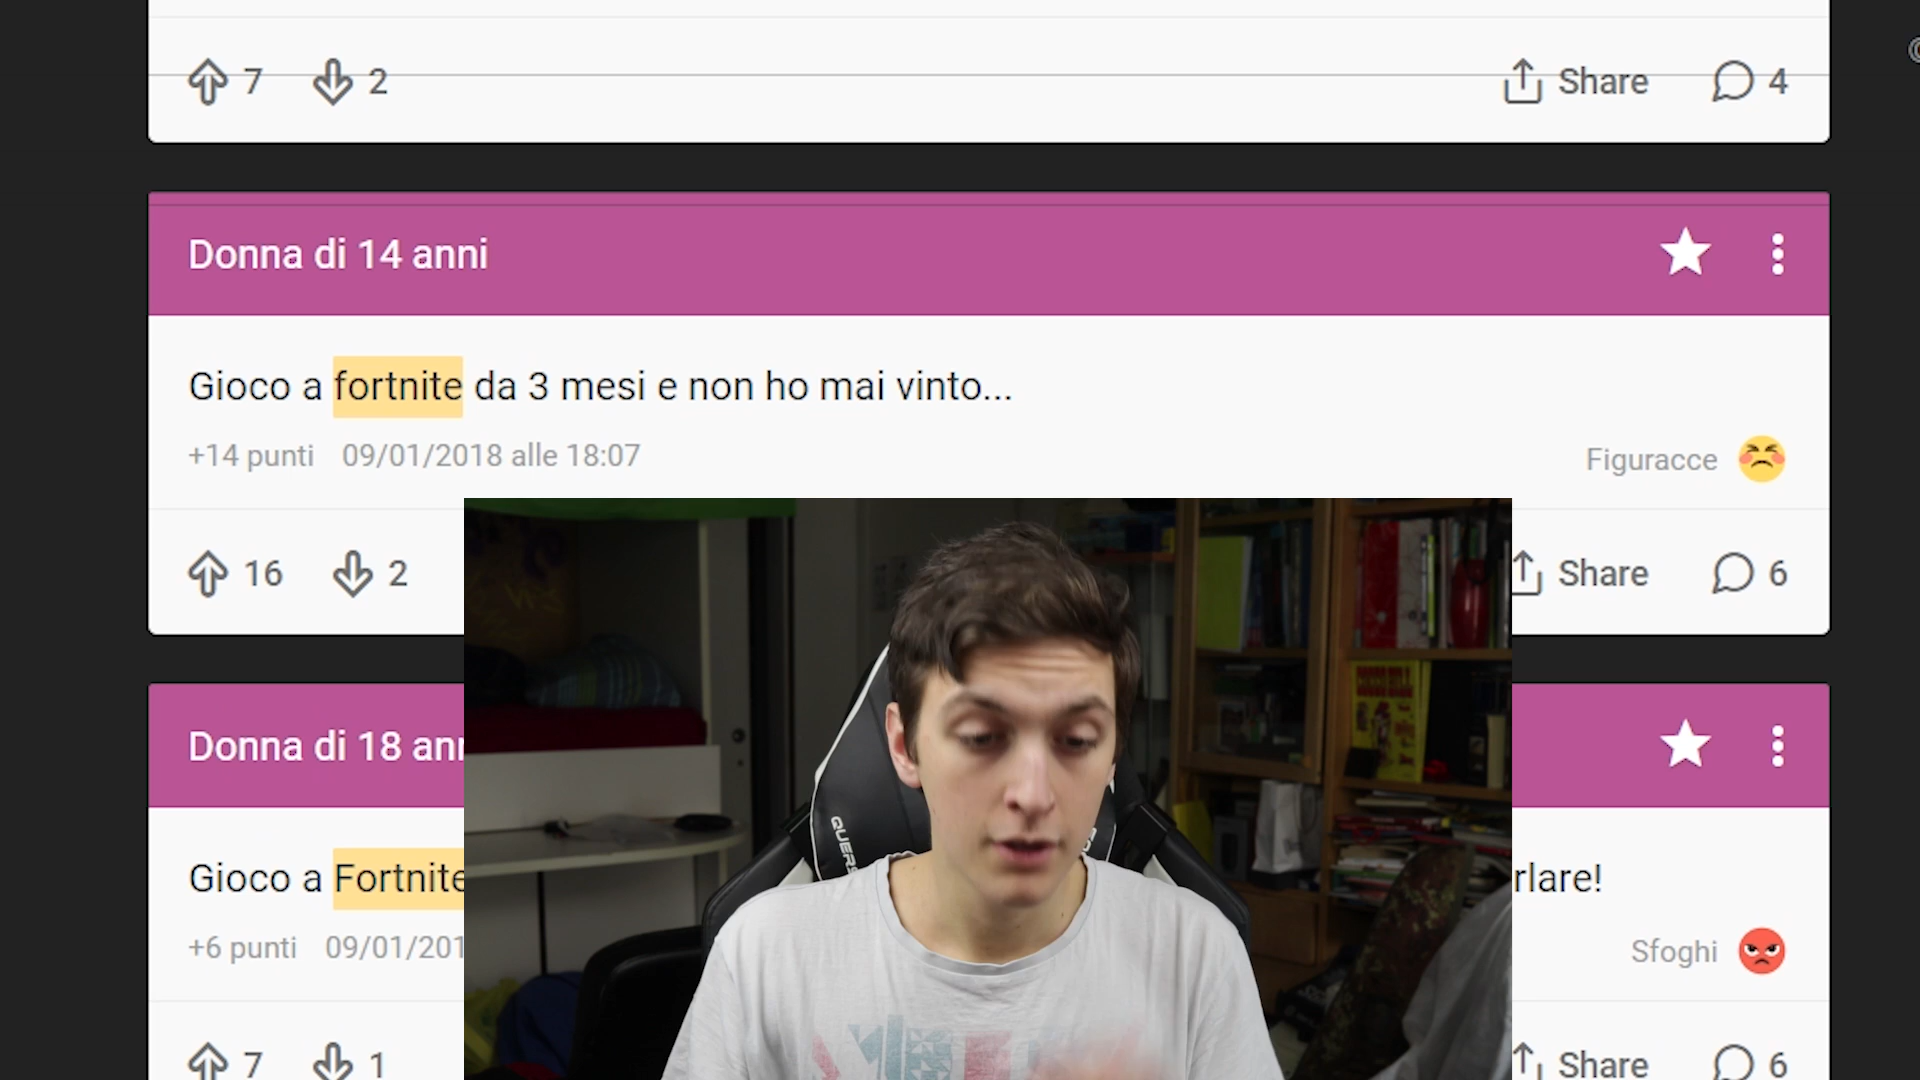 7 2 Share 4
Donna di 14 anni
Gioco a fortnite da 3 mesi e non ho mai vinto...
+14 punti 09/01/2018 alle 18:07 Figuracce
16 2 Share 6
Donna di 18
Gioco a Fortnite rlare!
+6 punti 09/01/201 Sfoghi
7 1 Share 6